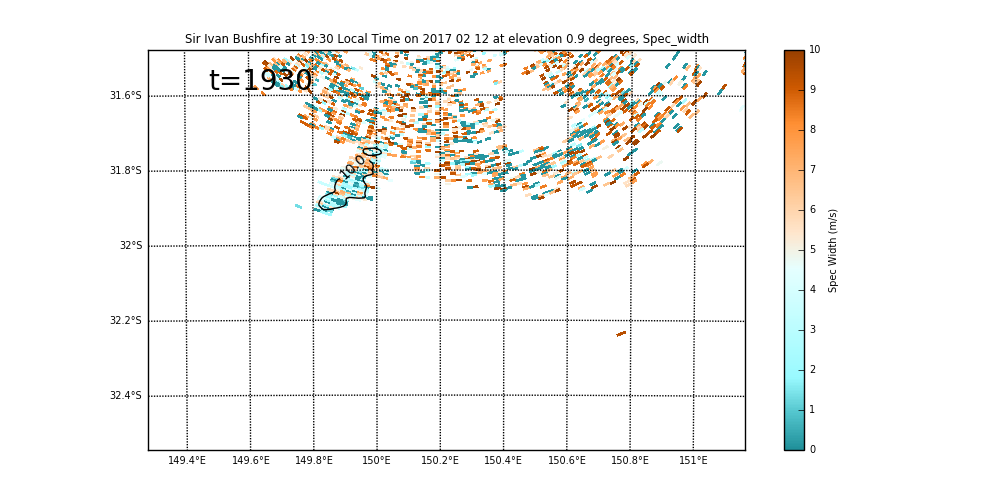 Sir Ivan Bushfire at 19:30 Local Time on 2017 02 12 at elevation 0.9 degrees, Spec_width
t=1930
31.6°S
31.8°S
32°S
32.2°S
32.4°S
149.4°E 149.6°E 149.8°E 150°E 150.2°E 150.4°E 150.6°E 150.8°E 151°E
10
9
8
7
6
5
4
3
2
1
0
Spec Width (m/s)